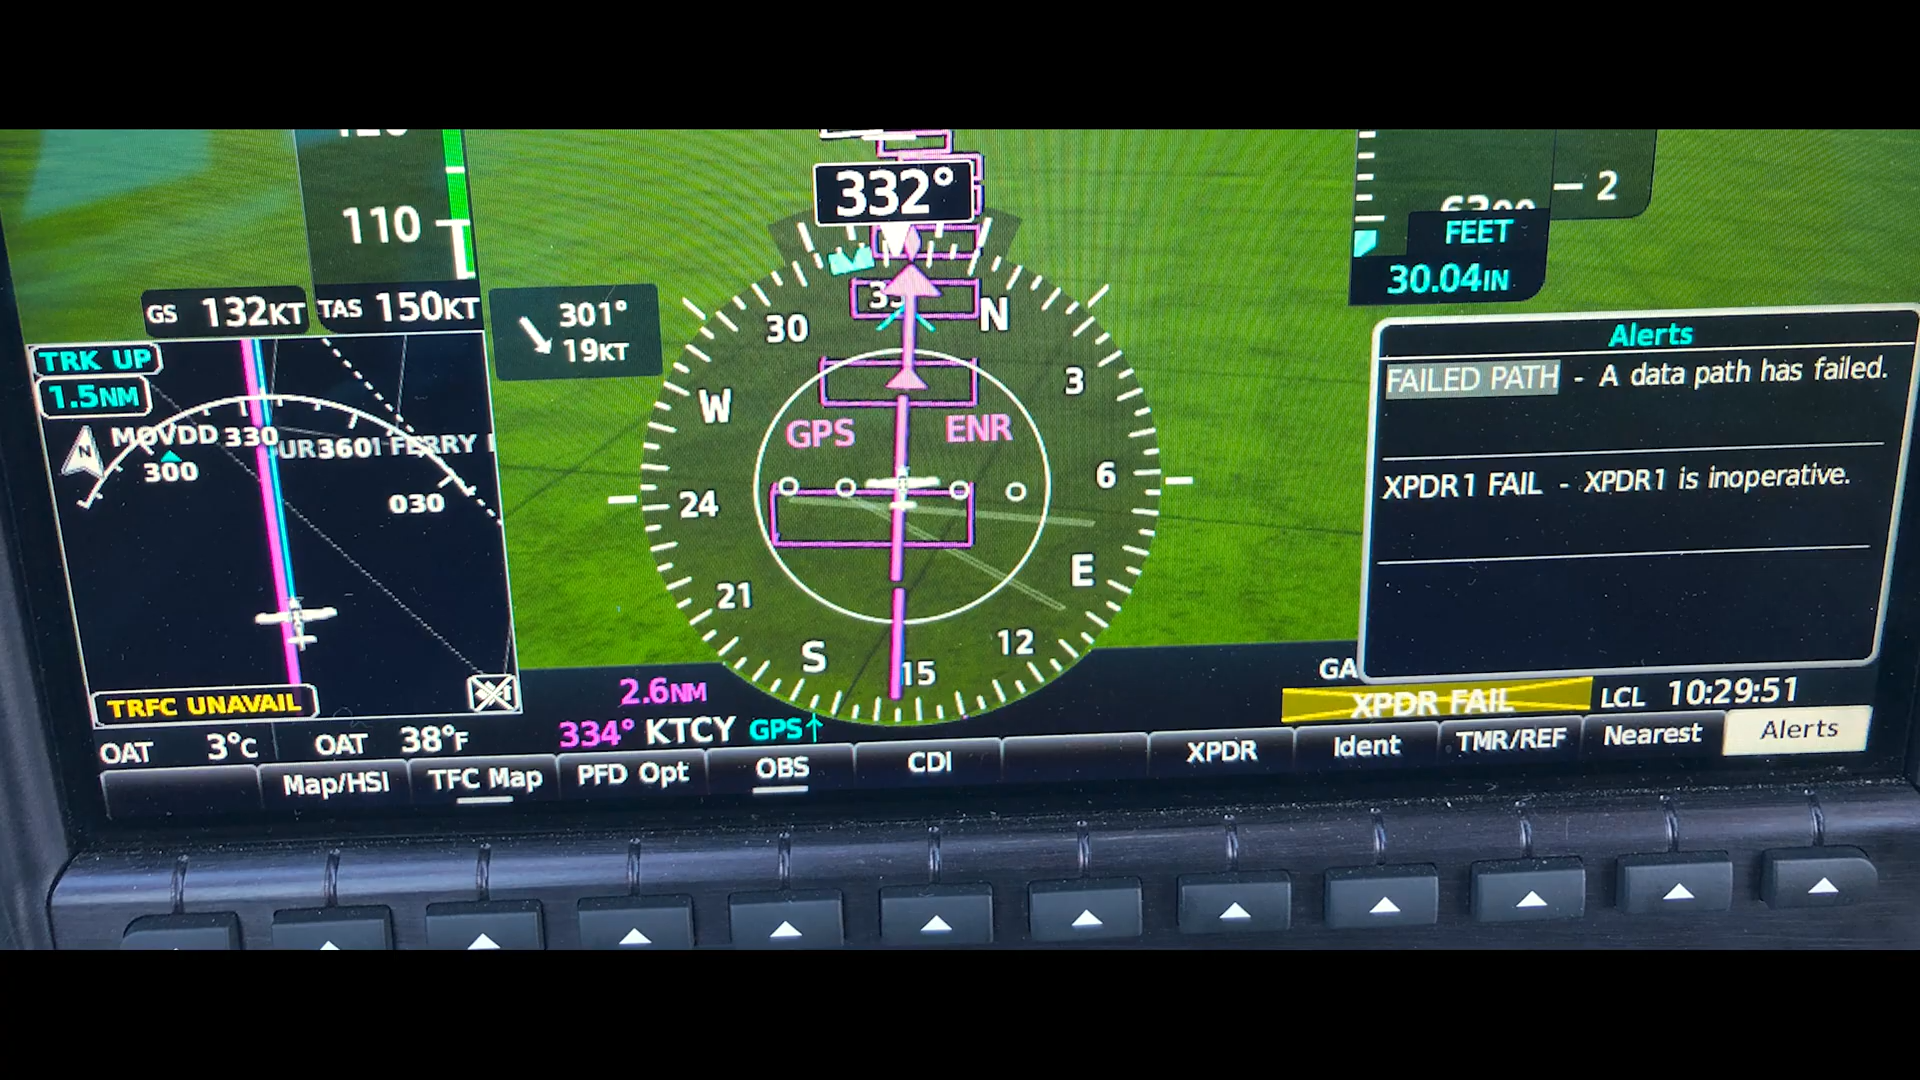 332°
110
2
FEET
30.04IN
GS 132KT
TAS 150KT
301°
19KT
TRK UP
1.5NM
N
MOVDD 330
300
360
FERRY
030
TRFC UNAVAIL
30
N
3
W
GPS
ENR
6
24
E
21
12
S
15
Alerts
FAILED PATH - A data path has failed.
XPDR1 FAIL - XPDR1 is inoperative.
2.6NM
334° KTCY GPS↑
XPDR FAIL
LCL 10:29:51
OAT 3°C
OAT 38°F
Map/HSI
TFC Map
PFD Opt
OBS
CDI
XPDR
Ident
TMR/REF
Nearest
Alerts